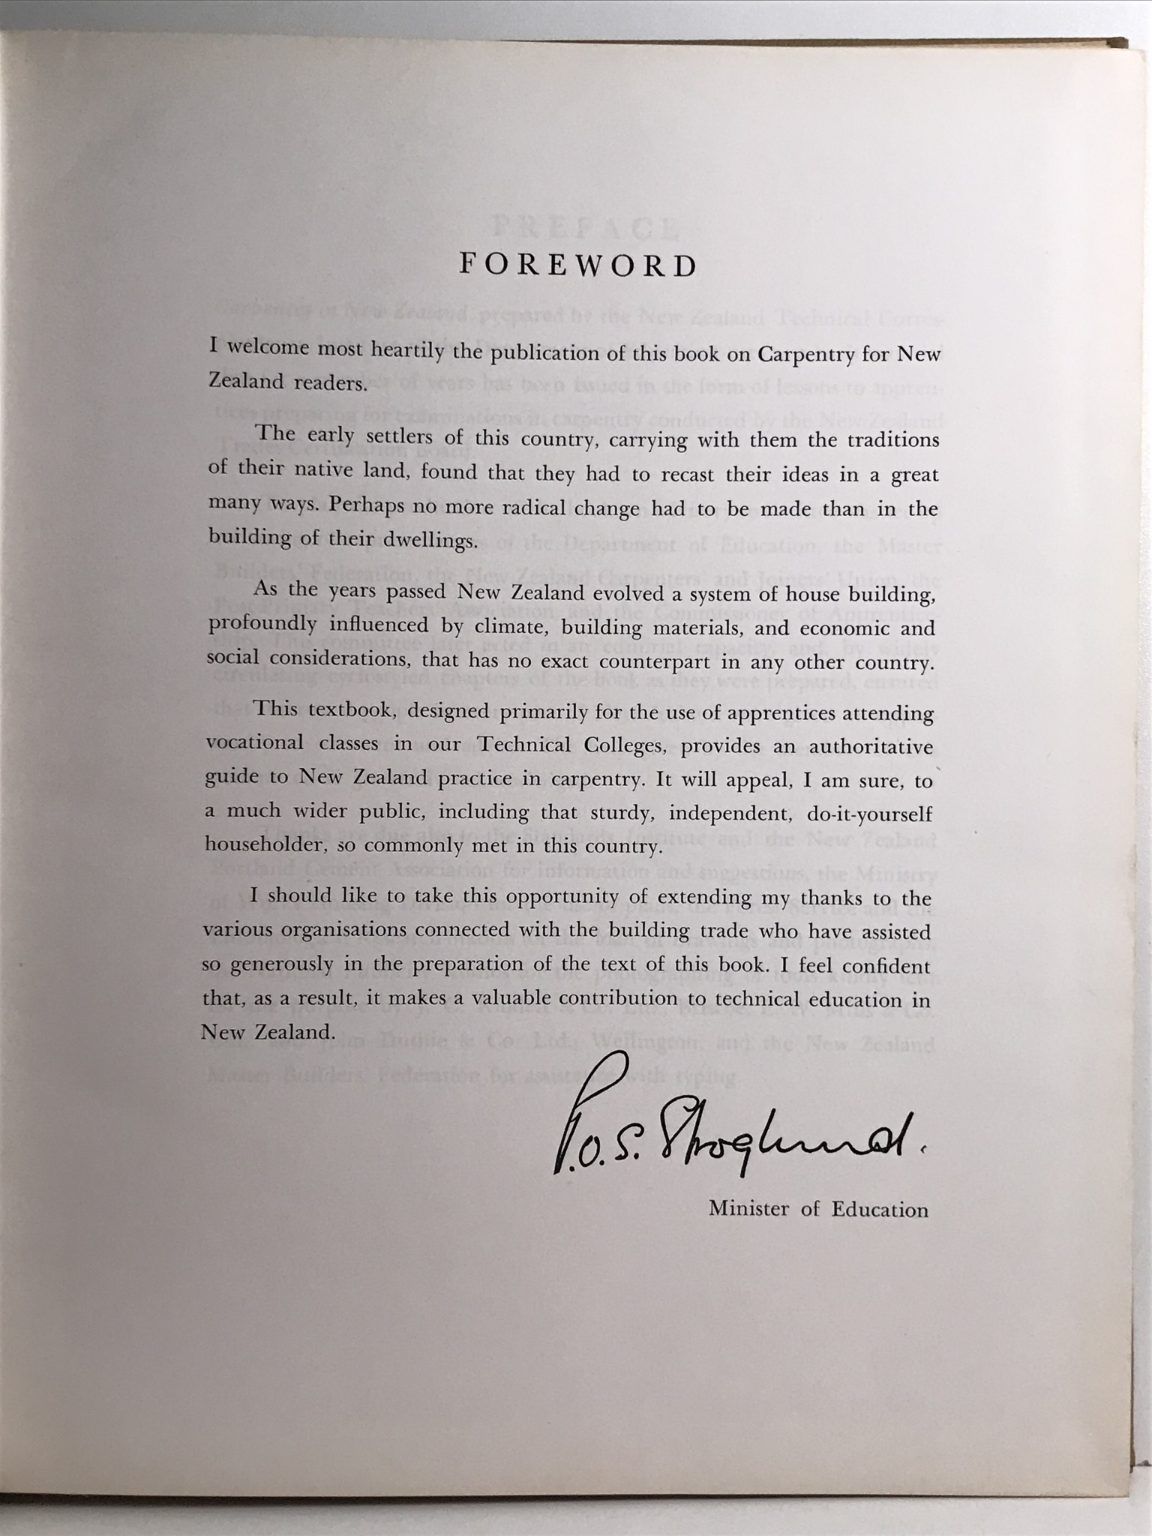 FOREWORD
I welcome most heartily the publication of this book on Carpentry for New
Zealand readers.
The early settlers of this country, carrying with them the traditions
of their native land, found that they had to recast their ideas in a great
many ways. Perhaps no more radical change had to be made than in the
building of their dwellings.
As the years passed New Zealand evolved a system of house building,
profoundly influenced by climate, building materials, and economic and
social considerations, that has no exact counterpart in any other country.
This textbook, designed primarily for the use of apprentices attending
vocational classes in our Technical Colleges, provides an authoritative
guide to New Zealand practice in carpentry. It will appeal, I am sure, to
a much wider public, including that sturdy, independent, do-it-yourself
householder, so commonly met in this country.
I should like to take this opportunity of extending my thanks to the
various organisations connected with the building trade who have assisted
so generously in the preparation of the text of this book. I feel confident
that, as a result, it makes a valuable contribution to technical education in
New Zealand.
P.O.S. Skoglund.
Minister of Education